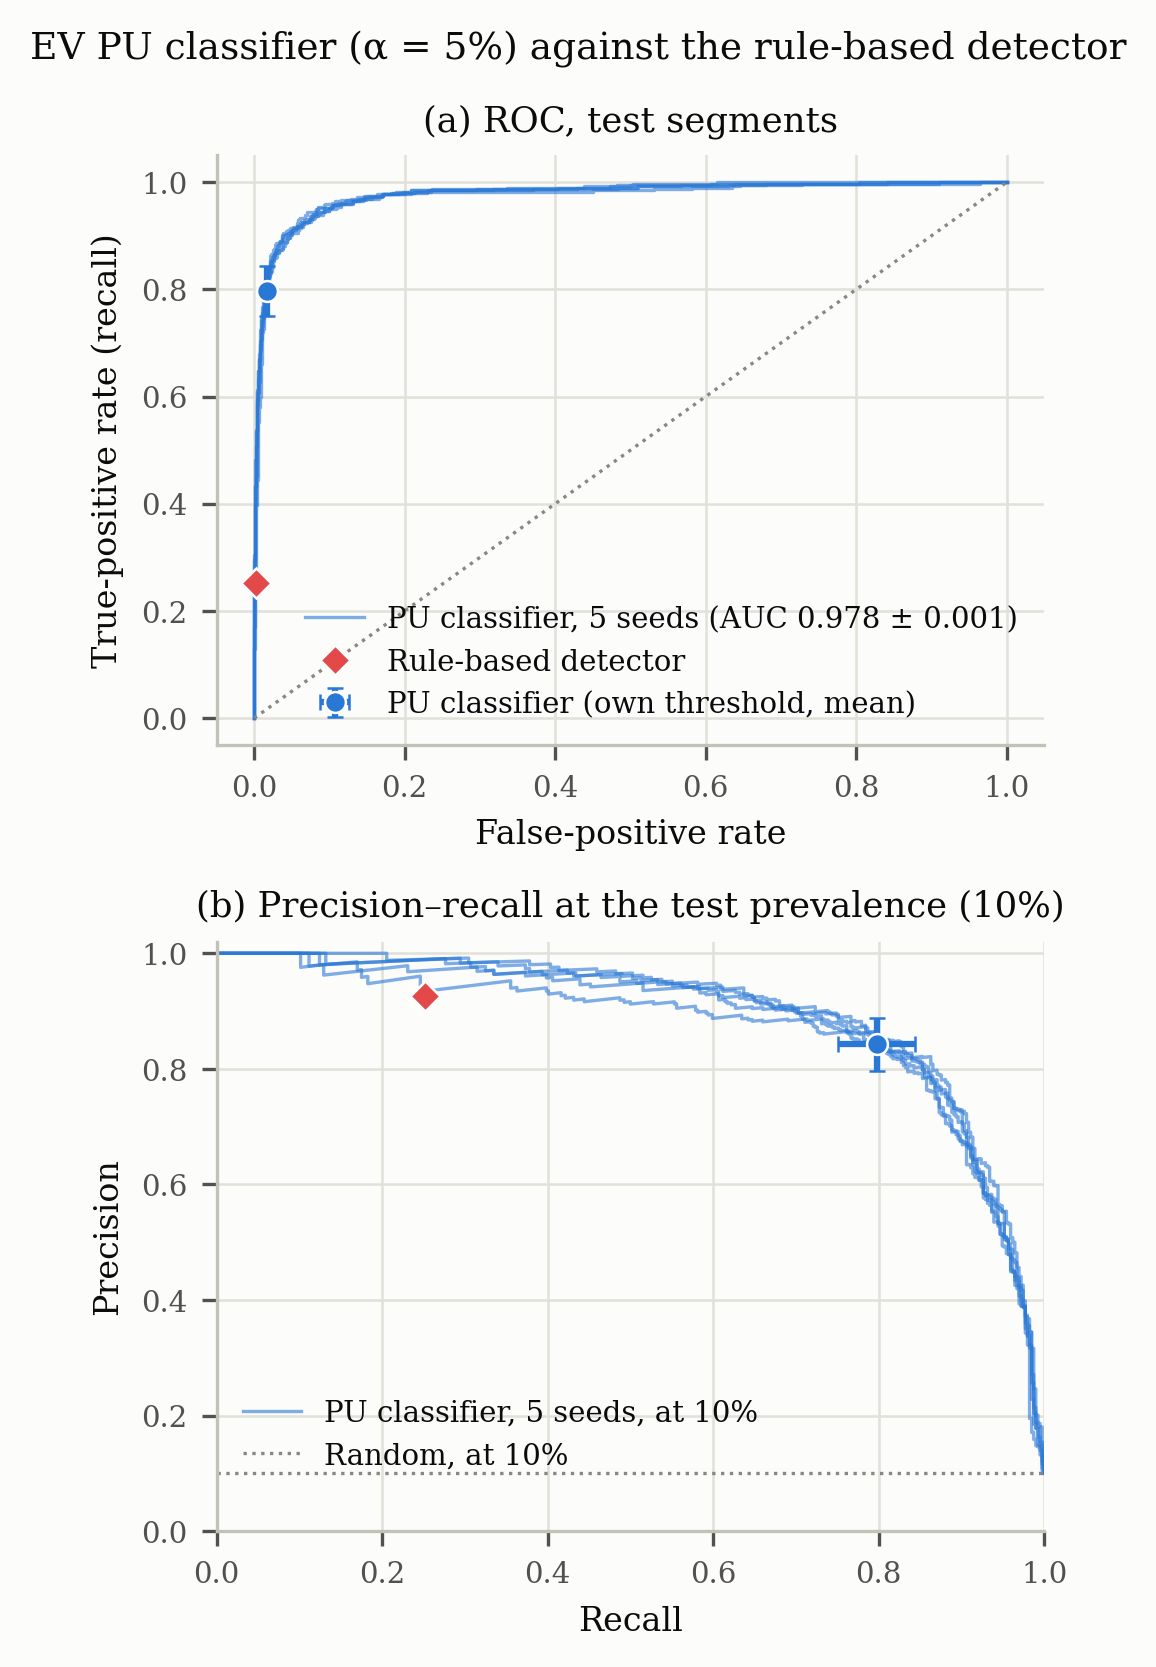 EV PU classifier (α = 5%) against the rule-based detector
(a) ROC, test segments
1.0
0.8
0.6
0.4
0.2
0.0
True-positive rate (recall)
PU classifier, 5 seeds (AUC 0.978 ± 0.001)
Rule-based detector
PU classifier (own threshold, mean)
0.0 0.2 0.4 0.6 0.8 1.0
False-positive rate
(b) Precision–recall at the test prevalence (10%)
1.0
0.8
0.6
0.4
0.2
0.0
Precision
PU classifier, 5 seeds, at 10%
Random, at 10%
0.0 0.2 0.4 0.6 0.8 1.0
Recall